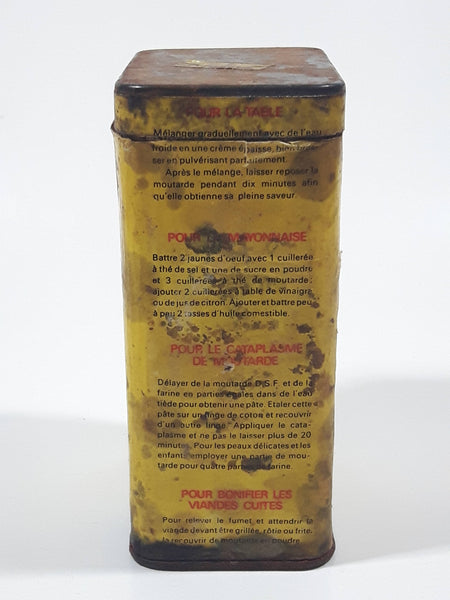 POUR LA TABLE
Mélanger graduellement avec de l'eau
froide en une crème épaisse, bien
ser en pulvérisant parfaitement.
Après le mélange, laisser reposer la
moutarde pendant dix minutes afin
qu'elle obtienne sa pleine saveur.
POUR LA MAYONNAISE
Battre 2 jaunes d'oeuf avec 1 cuillerée
à thé de sel et une de sucre en poudre
et 3 cuillerées à thé de moutarde;
ajouter 2 cuillerées à table de vinaigre
ou de jus de citron. Ajouter et battre peu
à peu 2 tasses d'huile comestible.
POUR LE CATAPLASME
DE MOUTARDE
Délayer de la moutarde D.S.F. et de la
farine en parties égales dans de l'eau
tiède pour obtenir une pâte. Etaler cette
pâte sur un linge de coton et recouvrir
d'un autre linge. Appliquer le cata-
plasme et ne pas le laisser plus de 20
minutes. Pour les peaux délicates et les
enfants employer une partie de mou-
tarde pour quatre parties de farine.
POUR BONIFIER LES
VIANDES CUITES
Pour relever le fumet et attendrir la
viande devant être grillée, rôtie ou frite,
la recouvrir de moutarde en poudre.